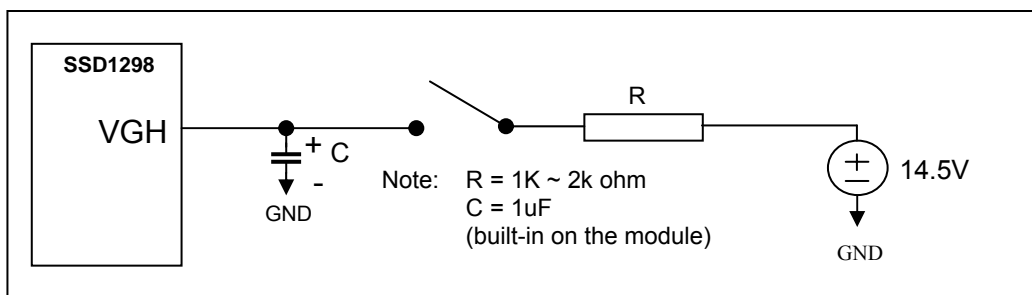 SSD1298
VGH
+ C
-
GND
R
+
-
14.5V
GND
Note: R = 1K ~ 2k ohm
C = 1uF
(built-in on the module)